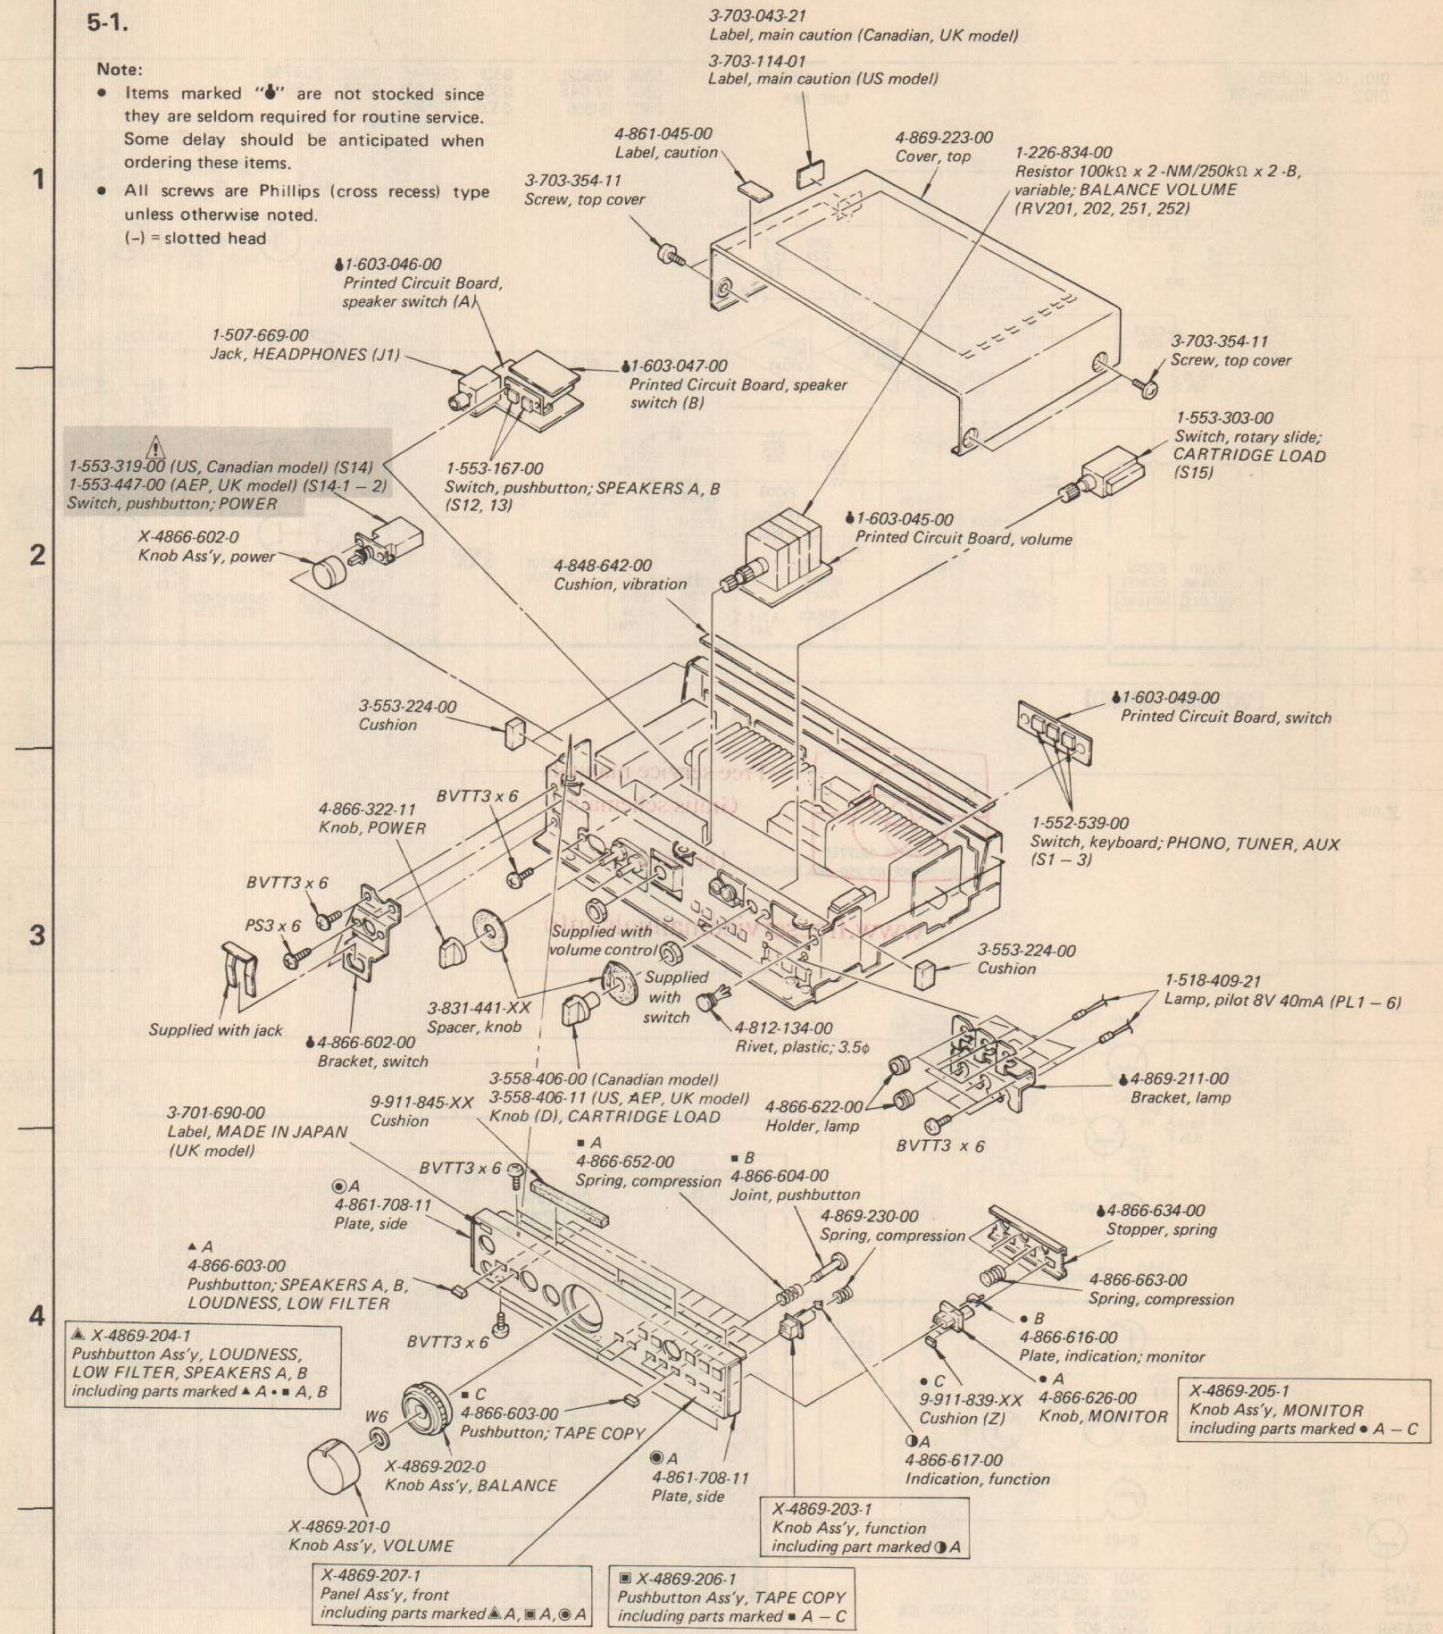 5-1.
Note:
• Items marked "🌢" are not stocked since
they are seldom required for routine service.
Some delay should be anticipated when
ordering these items.
• All screws are Phillips (cross recess) type
unless otherwise noted.
(-) = slotted head
1
2
3
4
3-703-043-21
Label, main caution (Canadian, UK model)
3-703-114-01
Label, main caution (US model)
4-861-045-00
Label, caution
4-869-223-00
Cover, top
1-226-834-00
Resistor 100kΩ x 2 -NM/250kΩ x 2 -B,
variable; BALANCE VOLUME
(RV201, 202, 251, 252)
3-703-354-11
Screw, top cover
1-603-046-00
Printed Circuit Board,
speaker switch (A)
1-507-669-00
Jack, HEADPHONES (J1)
1-603-047-00
Printed Circuit Board, speaker
switch (B)
3-703-354-11
Screw, top cover
1-553-303-00
Switch, rotary slide;
CARTRIDGE LOAD
(S15)
1-553-319-00 (US, Canadian model) (S14)
1-553-447-00 (AEP, UK model) (S14-1 – 2)
Switch, pushbutton; POWER
1-553-167-00
Switch, pushbutton; SPEAKERS A, B
(S12, 13)
X-4866-602-0
Knob Ass'y, power
1-603-045-00
Printed Circuit Board, volume
4-848-642-00
Cushion, vibration
3-553-224-00
Cushion
1-603-049-00
Printed Circuit Board, switch
4-866-322-11
Knob, POWER
BVTT3 x 6
1-552-539-00
Switch, keyboard; PHONO, TUNER, AUX
(S1 – 3)
BVTT3 x 6
PS3 x 6
Supplied with
volume control
3-553-224-00
Cushion
Supplied
with
switch
1-518-409-21
Lamp, pilot 8V 40mA (PL1 – 6)
Supplied with jack
3-831-441-XX
Spacer, knob
4-812-134-00
Rivet, plastic; 3.5φ
4-866-602-00
Bracket, switch
3-558-406-00 (Canadian model)
3-558-406-11 (US, AEP, UK model)
Knob (D), CARTRIDGE LOAD
4-869-211-00
Bracket, lamp
4-866-622-00
Holder, lamp
BVTT3 x 6
3-701-690-00
Label, MADE IN JAPAN
(UK model)
9-911-845-XX
Cushion
BVTT3 x 6
■ A
4-866-652-00
Spring, compression
■ B
4-866-604-00
Joint, pushbutton
◉A
4-861-708-11
Plate, side
4-869-230-00
Spring, compression
4-866-634-00
Stopper, spring
▲ A
4-866-603-00
Pushbutton; SPEAKERS A, B,
LOUDNESS, LOW FILTER
4-866-663-00
Spring, compression
BVTT3 x 6
● B
4-866-616-00
Plate, indication; monitor
▲ X-4869-204-1
Pushbutton Ass'y, LOUDNESS,
LOW FILTER, SPEAKERS A, B
including parts marked ▲ A • ■ A, B
● C
9-911-839-XX
Cushion (Z)
● A
4-866-626-00
Knob, MONITOR
X-4869-205-1
Knob Ass'y, MONITOR
including parts marked ● A – C
■ C
4-866-603-00
Pushbutton; TAPE COPY
W6
X-4869-202-0
Knob Ass'y, BALANCE
◉A
4-861-708-11
Plate, side
◑A
4-866-617-00
Indication, function
X-4869-201-0
Knob Ass'y, VOLUME
X-4869-203-1
Knob Ass'y, function
including part marked ◑ A
X-4869-207-1
Panel Ass'y, front
including parts marked ▲ A, ▣ A, ◉ A
▣ X-4869-206-1
Pushbutton Ass'y, TAPE COPY
including parts marked ■ A – C